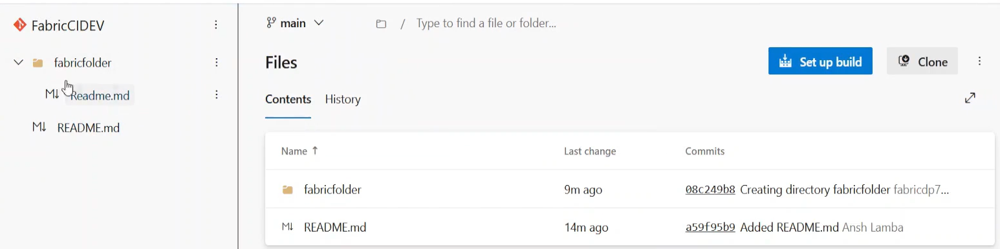 FabricCIDEV
fabricfolder
Readme.md
README.md
main
/ Type to find a file or folder...
Files
Set up build
Clone
Contents History
Name ↑ Last change Commits
fabricfolder 9m ago 08c249b8 Creating directory fabricfolder fabricdp7...
README.md 14m ago a59f95b9 Added README.md Ansh Lamba